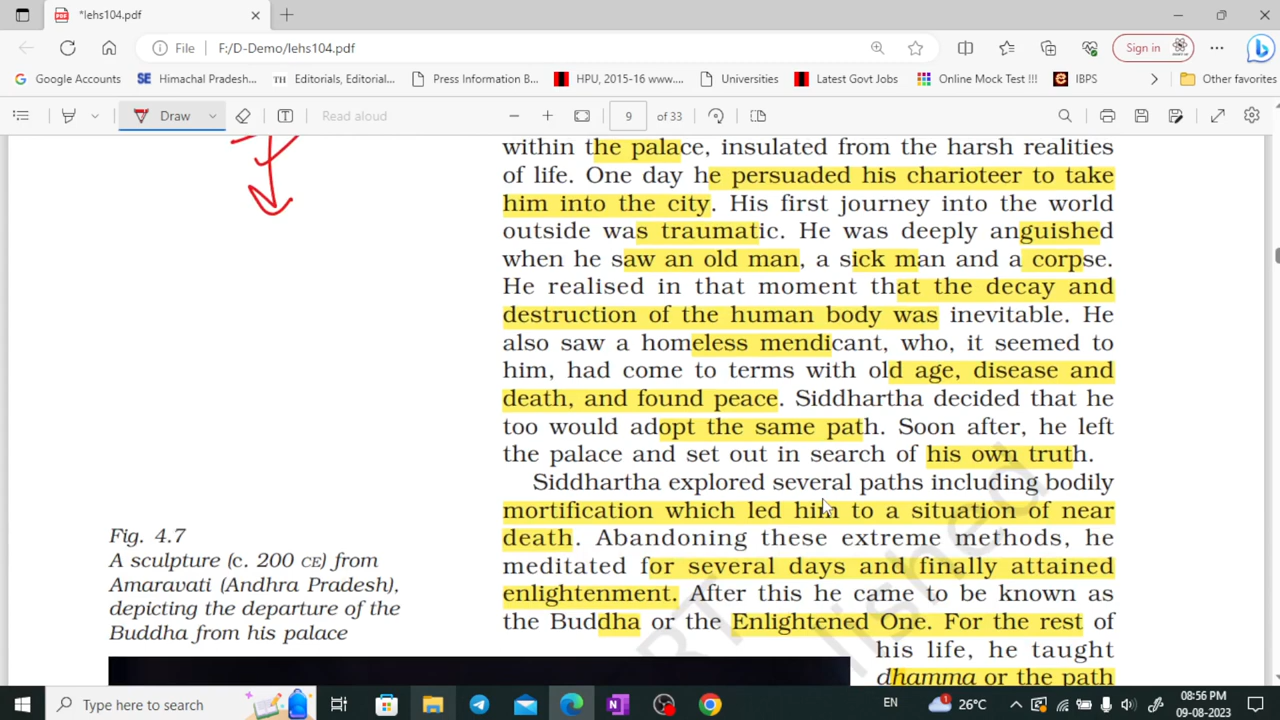 *lehs104.pdf
File F:/D-Demo/lehs104.pdf Sign in
Google Accounts SE Himachal Pradesh... TH Editorials, Editorial... Press Information B... HPU, 2015-16 www.... Universities Latest Govt Jobs Online Mock Test !!! IBPS Other favorites
Draw Read aloud 9 of 33
within the palace, insulated from the harsh realities
of life. One day he persuaded his charioteer to take
him into the city. His first journey into the world
outside was traumatic. He was deeply anguished
when he saw an old man, a sick man and a corpse.
He realised in that moment that the decay and
destruction of the human body was inevitable. He
also saw a homeless mendicant, who, it seemed to
him, had come to terms with old age, disease and
death, and found peace. Siddhartha decided that he
too would adopt the same path. Soon after, he left
the palace and set out in search of his own truth.
Siddhartha explored several paths including bodily
mortification which led him to a situation of near
death. Abandoning these extreme methods, he
meditated for several days and finally attained
enlightenment. After this he came to be known as
the Buddha or the Enlightened One. For the rest of
his life, he taught
dhamma or the path
Fig. 4.7
A sculpture (c. 200 CE) from
Amaravati (Andhra Pradesh),
depicting the departure of the
Buddha from his palace
Type here to search EN 26°C 08:56 PM
09-08-2023